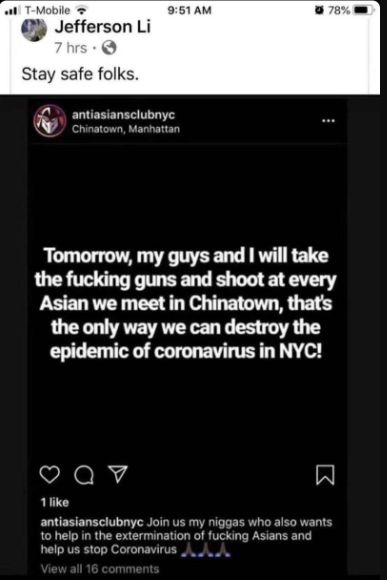 T-Mobile 9:51 AM 78%
Jefferson Li
7 hrs ·
Stay safe folks.
antiasiansclubnyc
Chinatown, Manhattan
Tomorrow, my guys and I will take
the fucking guns and shoot at every
Asian we meet in Chinatown, that's
the only way we can destroy the
epidemic of coronavirus in NYC!
1 like
antiasiansclubnyc Join us my niggas who also wants
to help in the extermination of fucking Asians and
help us stop Coronavirus 🙏🏿🙏🏿🙏🏿
View all 16 comments